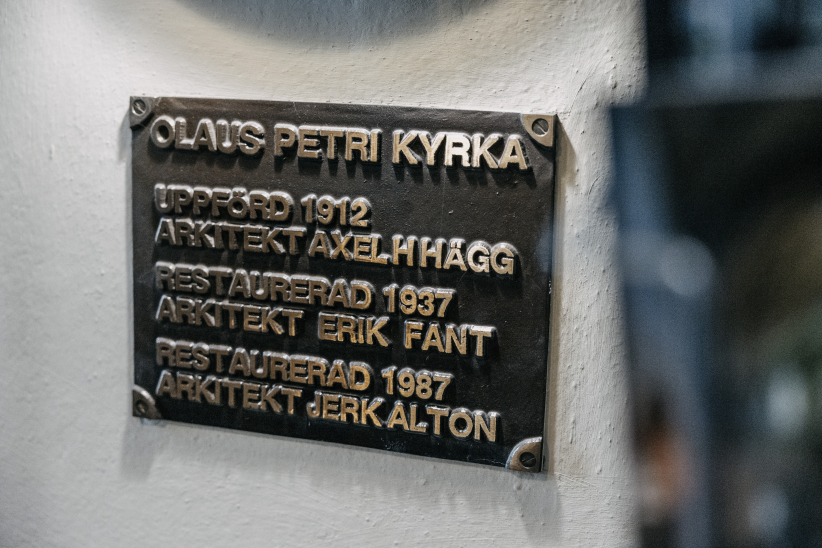 OLAUS PETRI KYRKA
UPPFÖRD 1912
ARKITEKT AXEL H HÄGG
RESTAURERAD 1937
ARKITEKT ERIK FANT
RESTAURERAD 1987
ARKITEKT JERK ALTON